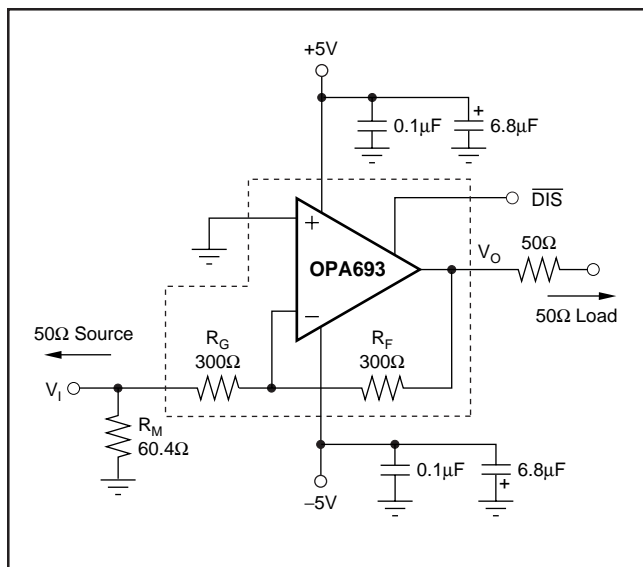 +5V
0.1µF
+
6.8µF
DIS
+
OPA693
−
V_O
50Ω
50Ω Load
50Ω Source
R_G
300Ω
R_F
300Ω
V_I
R_M
60.4Ω
0.1µF
6.8µF
+
−5V